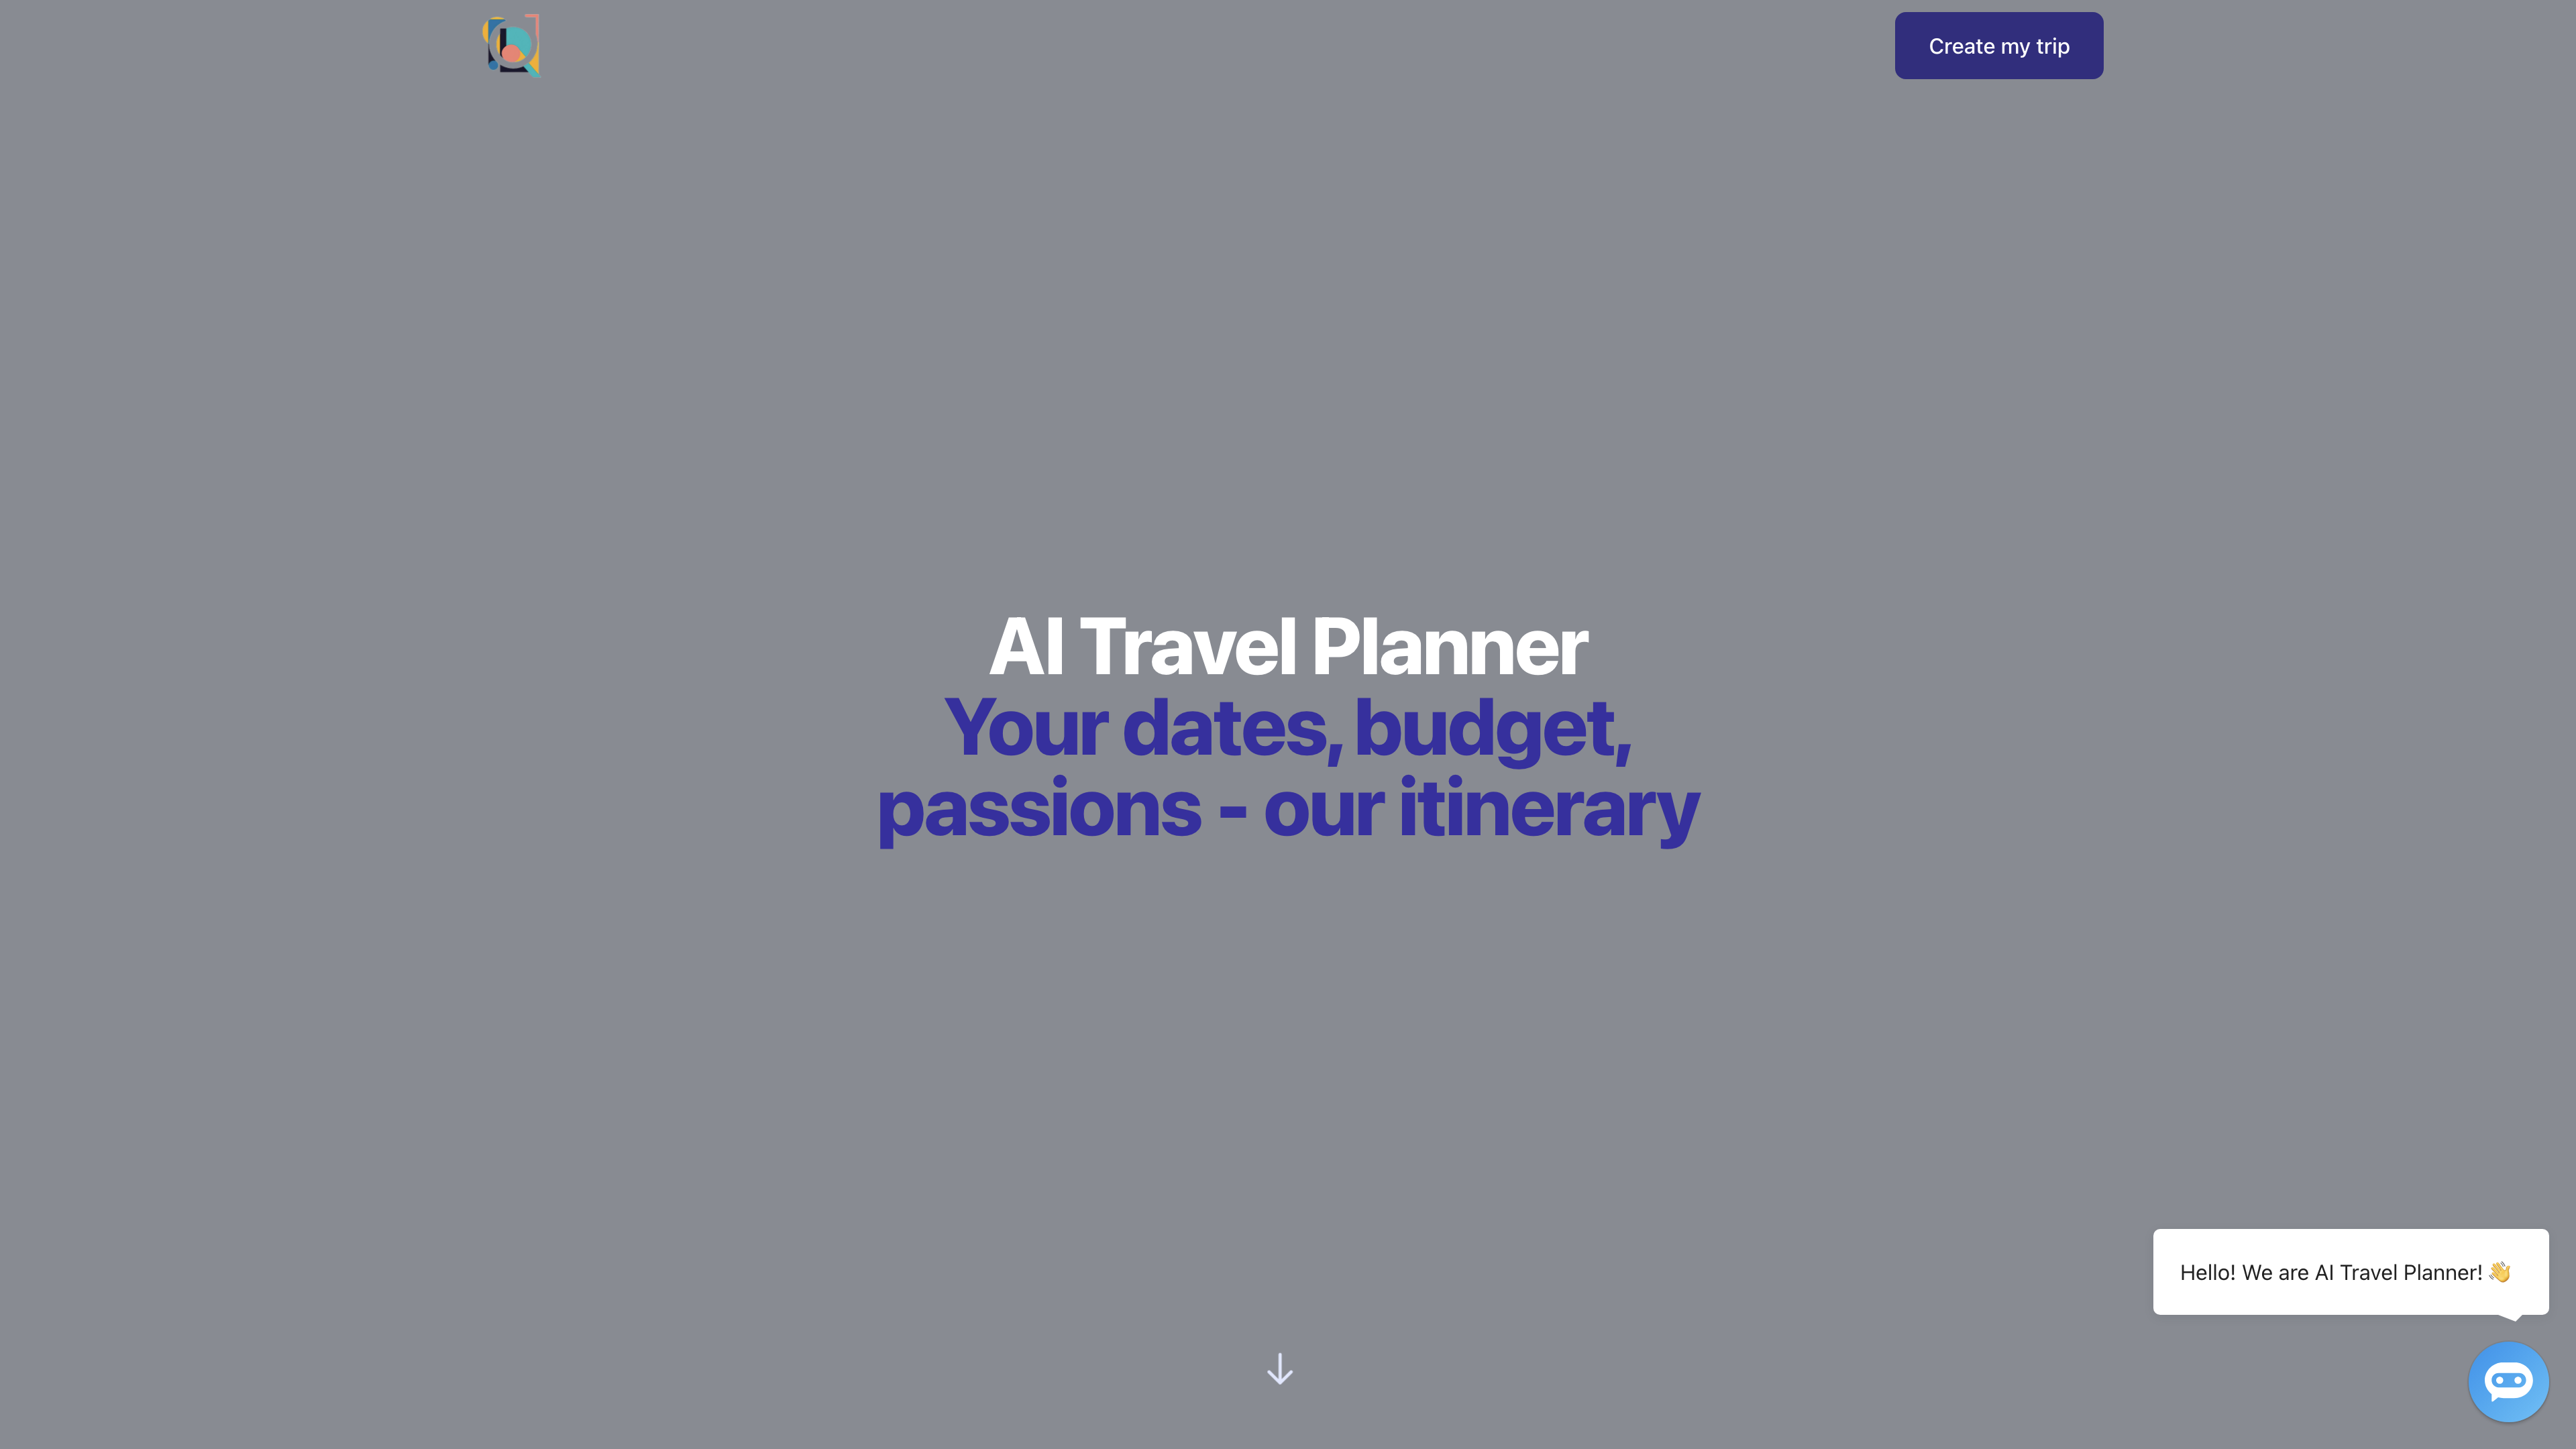 Create my trip
AI Travel Planner
Your dates, budget,
passions - our itinerary
Hello! We are AI Travel Planner! 👋